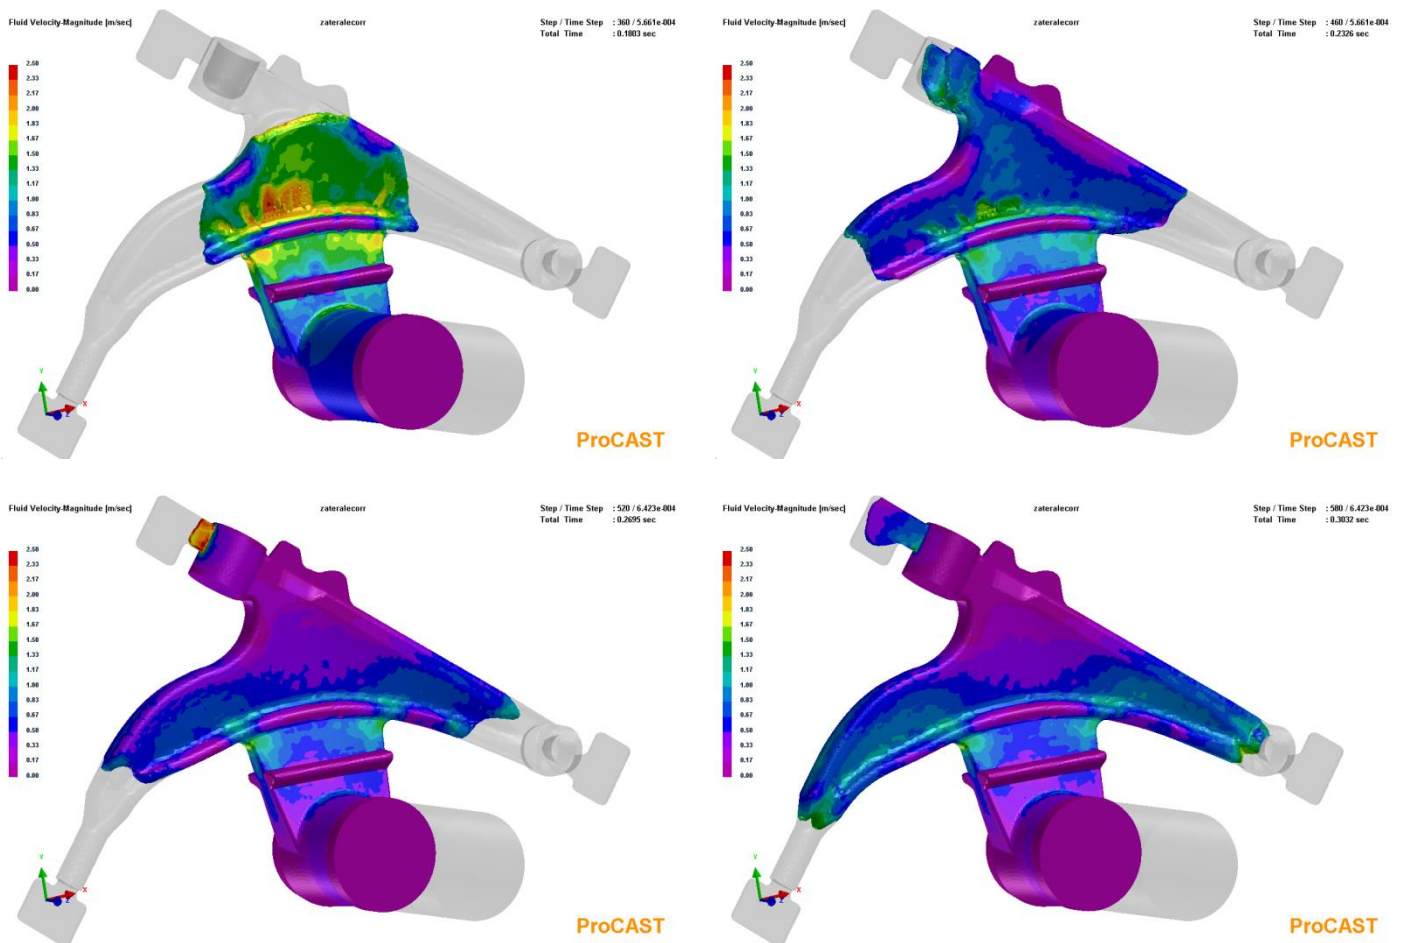 Fluid Velocity-Magnitude [m/sec]
zateralecorr
Step / Time Step : 360 / 5.661e-004
Total Time : 0.1803 sec
2.50
2.33
2.17
2.00
1.83
1.67
1.50
1.33
1.17
1.00
0.83
0.67
0.50
0.33
0.17
0.00
Y
X
Z
ProCAST
Fluid Velocity-Magnitude [m/sec]
zateralecorr
Step / Time Step : 460 / 5.661e-004
Total Time : 0.2326 sec
2.50
2.33
2.17
2.00
1.83
1.67
1.50
1.33
1.17
1.00
0.83
0.67
0.50
0.33
0.17
0.00
Y
X
Z
ProCAST
Fluid Velocity-Magnitude [m/sec]
zateralecorr
Step / Time Step : 520 / 6.423e-004
Total Time : 0.2695 sec
2.50
2.33
2.17
2.00
1.83
1.67
1.50
1.33
1.17
1.00
0.83
0.67
0.50
0.33
0.17
0.00
Y
X
Z
ProCAST
Fluid Velocity-Magnitude [m/sec]
zateralecorr
Step / Time Step : 580 / 6.423e-004
Total Time : 0.3032 sec
2.50
2.33
2.17
2.00
1.83
1.67
1.50
1.33
1.17
1.00
0.83
0.67
0.50
0.33
0.17
0.00
Y
X
Z
ProCAST